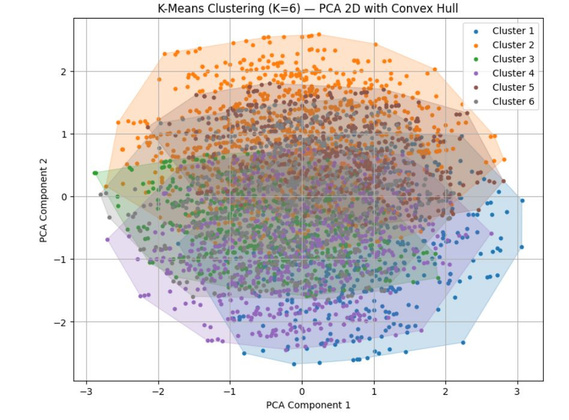 K-Means Clustering (K=6) — PCA 2D with Convex Hull
Cluster 1
Cluster 2
Cluster 3
Cluster 4
Cluster 5
Cluster 6
2
1
0
−1
−2
PCA Component 2
−3
−2
−1
0
1
2
3
PCA Component 1